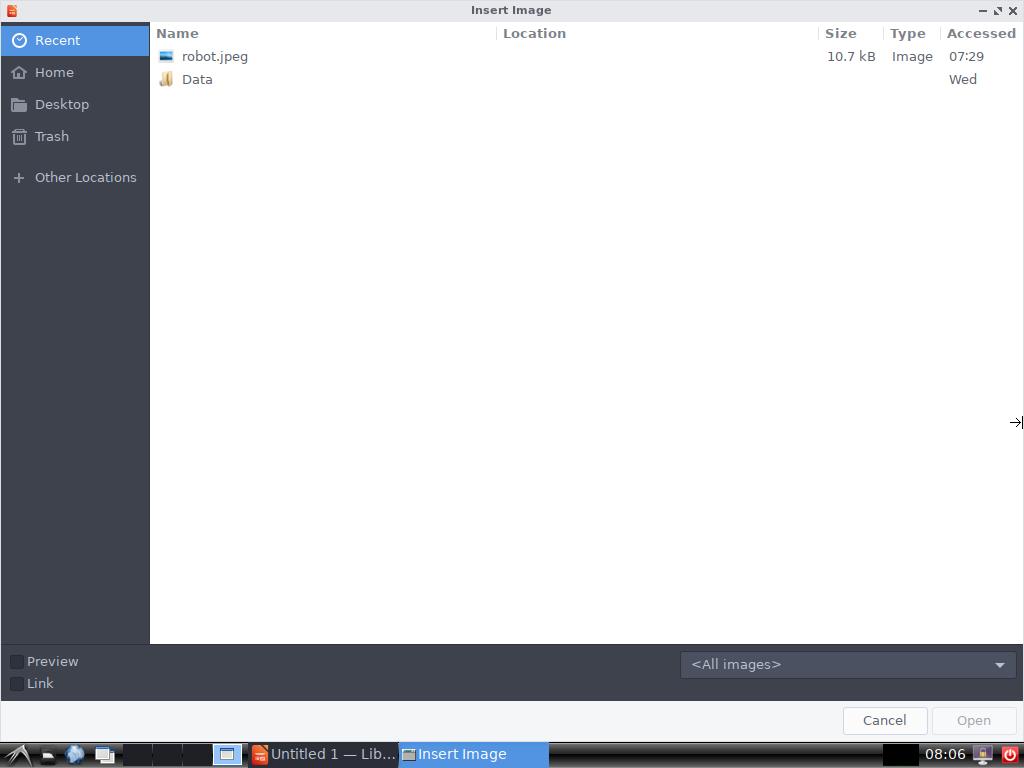 Insert Image
Recent
Home
Desktop
Trash
Other Locations
Name Location Size Type Accessed
robot.jpeg 10.7 kB Image 07:29
Data Wed
Preview
Link
<All images>
Cancel Open
Untitled 1 — Lib... Insert Image 08:06